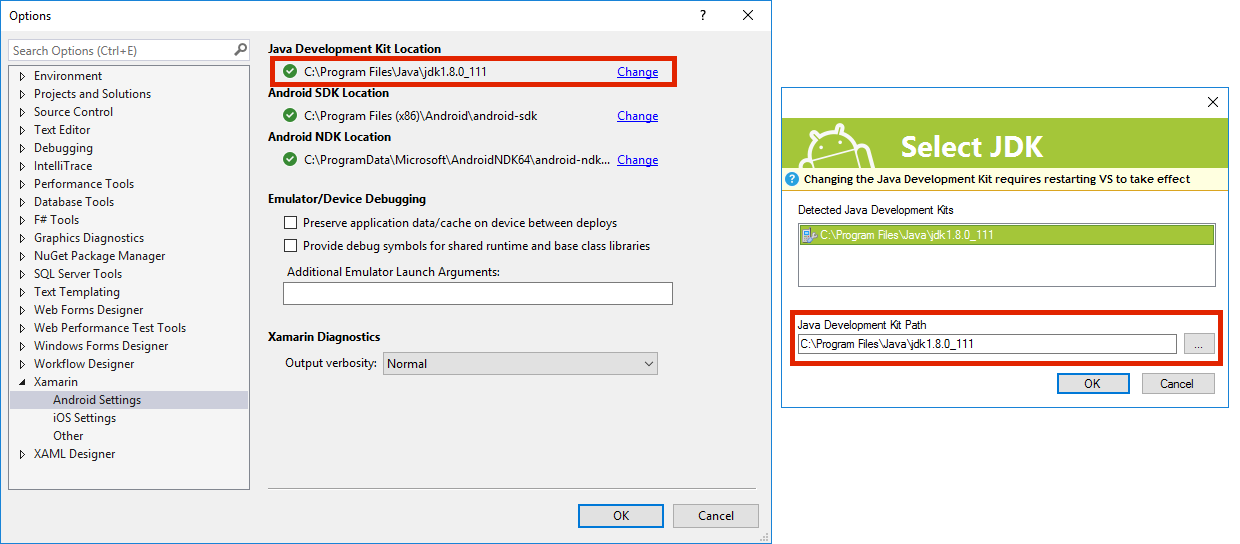 Options
?
Search Options (Ctrl+E)
Environment
Projects and Solutions
Source Control
Text Editor
Debugging
IntelliTrace
Performance Tools
Database Tools
F# Tools
Graphics Diagnostics
NuGet Package Manager
SQL Server Tools
Text Templating
Web Forms Designer
Web Performance Test Tools
Windows Forms Designer
Workflow Designer
Xamarin
Android Settings
iOS Settings
Other
XAML Designer
Java Development Kit Location
C:\Program Files\Java\jdk1.8.0_111 Change
Android SDK Location
C:\Program Files (x86)\Android\android-sdk Change
Android NDK Location
C:\ProgramData\Microsoft\AndroidNDK64\android-ndk... Change
Emulator/Device Debugging
Preserve application data/cache on device between deploys
Provide debug symbols for shared runtime and base class libraries
Additional Emulator Launch Arguments:
Xamarin Diagnostics
Output verbosity: Normal
OK Cancel
Select JDK
? Changing the Java Development Kit requires restarting VS to take effect
Detected Java Development Kits
C:\Program Files\Java\jdk1.8.0_111
Java Development Kit Path
C:\Program Files\Java\jdk1.8.0_111 ...
OK Cancel